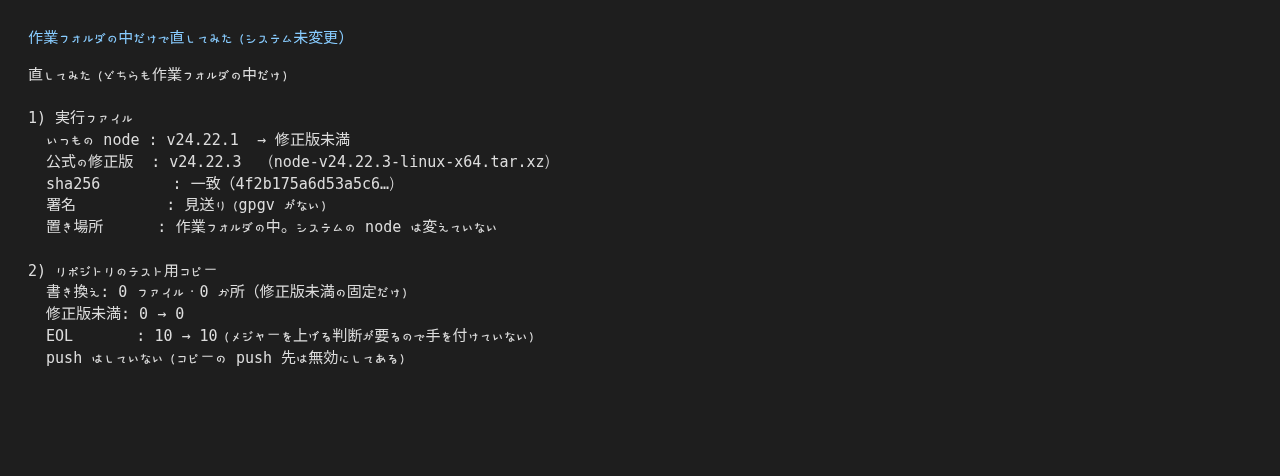 作業フォルダの中だけで直してみた（システム未変更）
直してみた（どちらも作業フォルダの中だけ）
1) 実行ファイル
いつもの node : v24.22.1 → 修正版未満
公式の修正版 : v24.22.3 （node-v24.22.3-linux-x64.tar.xz）
sha256 : 一致（4f2b175a6d53a5c6…）
署名 : 見送り（gpgv がない）
置き場所 : 作業フォルダの中。システムの node は変えていない
2) リポジトリのテスト用コピー
書き換え: 0 ファイル・0 お所（修正版未満の固定だけ）
修正版未満: 0 → 0
EOL : 10 → 10（メジャーを上げる判断が要るので手を付けていない）
push はしていない（コピーの push 先は無効にしてある）